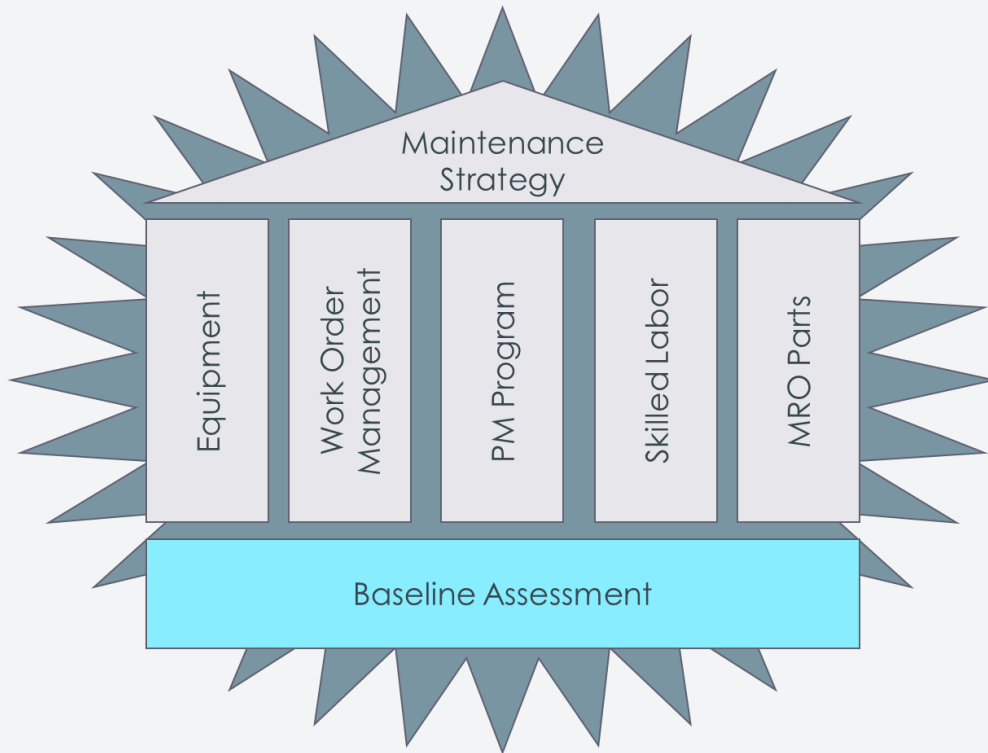 Maintenance
Strategy
Equipment
Work Order
Management
PM Program
Skilled Labor
MRO Parts
Baseline Assessment